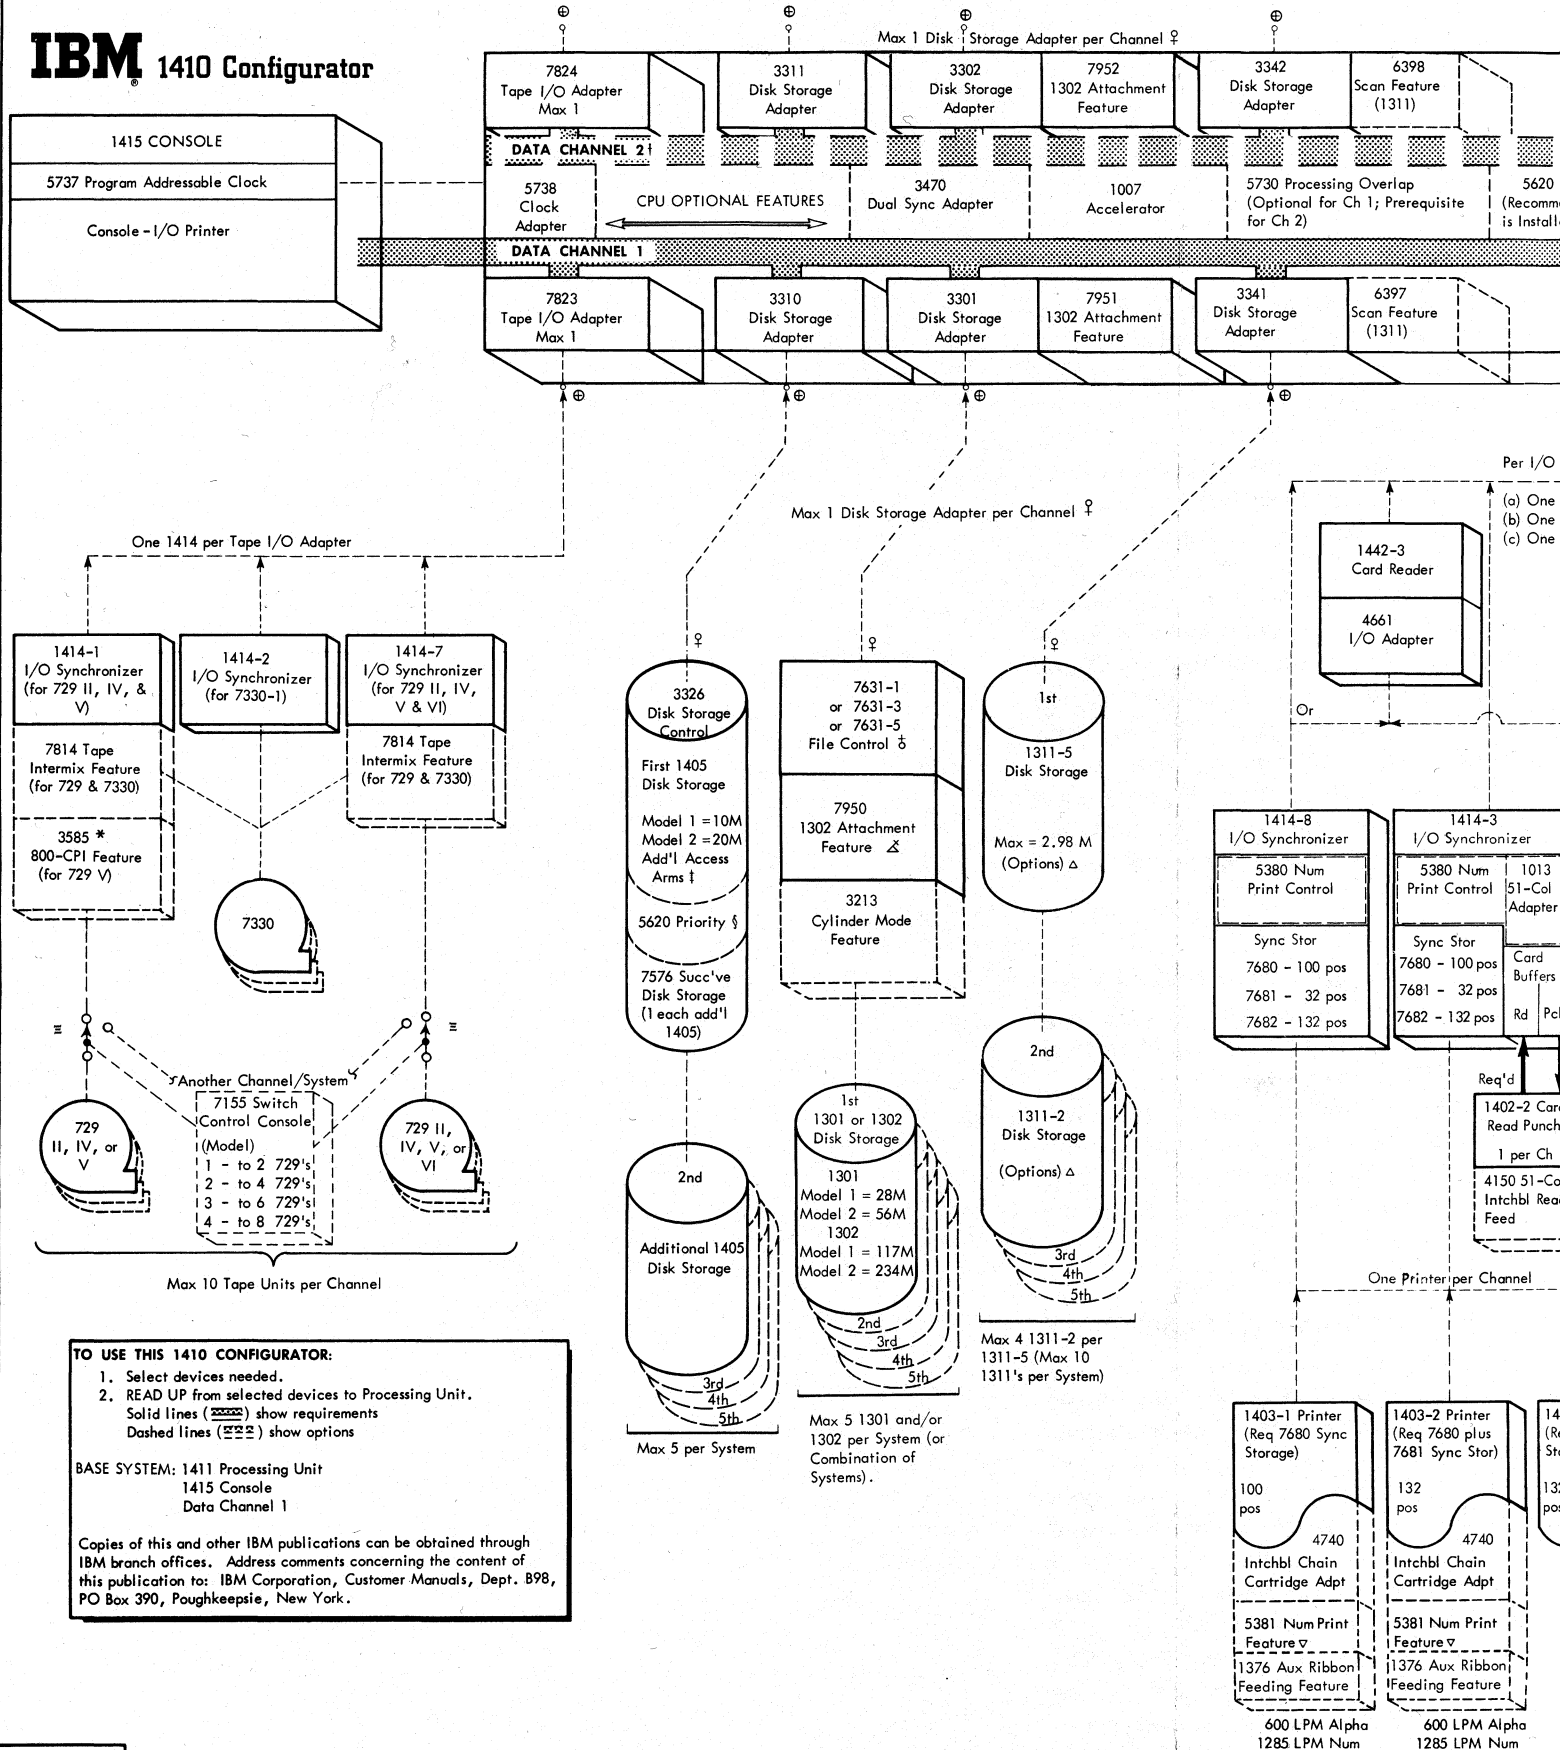 IBM 1410 Configurator
Max 1 Disk Storage Adapter per Channel ♀
7824
Tape I/O Adapter
Max 1
3311
Disk Storage
Adapter
3302
Disk Storage
Adapter
7952
1302 Attachment
Feature
3342
Disk Storage
Adapter
6398
Scan Feature
(1311)
DATA CHANNEL 2†
1415 CONSOLE
5737 Program Addressable Clock
Console - I/O Printer
5738
Clock
Adapter
CPU OPTIONAL FEATURES
3470
Dual Sync Adapter
1007
Accelerator
5730 Processing Overlap
(Optional for Ch 1; Prerequisite
for Ch 2)
5620
(Recomm
is Install
DATA CHANNEL 1
7823
Tape I/O Adapter
Max 1
3310
Disk Storage
Adapter
3301
Disk Storage
Adapter
7951
1302 Attachment
Feature
3341
Disk Storage
Adapter
6397
Scan Feature
(1311)
Max 1 Disk Storage Adapter per Channel ♀
One 1414 per Tape I/O Adapter
1414-1
I/O Synchronizer
(for 729 II, IV, &
V)
7814 Tape
Intermix Feature
(for 729 & 7330)
3585 *
800-CPI Feature
(for 729 V)
1414-2
I/O Synchronizer
(for 7330-1)
1414-7
I/O Synchronizer
(for 729 II, IV,
V & VI)
7814 Tape
Intermix Feature
(for 729 & 7330)
7330
Another Channel/System
729
II, IV, or
V
7155 Switch
Control Console
(Model)
1 - to 2 729's
2 - to 4 729's
3 - to 6 729's
4 - to 8 729's
729 II,
IV, V, or
VI
Max 10 Tape Units per Channel
3326
Disk Storage
Control
First 1405
Disk Storage
Model 1 =10M
Model 2 =20M
Add'l Access
Arms ‡
5620 Priority §
7576 Succ've
Disk Storage
(1 each add'l
1405)
2nd
Additional 1405
Disk Storage
3rd
4th
5th
Max 5 per System
7631-1
or 7631-3
or 7631-5
File Control
7950
1302 Attachment
Feature
3213
Cylinder Mode
Feature
1st
1301 or 1302
Disk Storage
1301
Model 1 = 28M
Model 2 = 56M
1302
Model 1 = 117M
Model 2 = 234M
2nd
3rd
4th
5th
Max 5 1301 and/or
1302 per System (or
Combination of
Systems).
1st
1311-5
Disk Storage
Max = 2.98 M
(Options) △
2nd
1311-2
Disk Storage
(Options) △
3rd
4th
5th
Max 4 1311-2 per
1311-5 (Max 10
1311's per System)
Per I/O
(a) One
(b) One
(c) One
1442-3
Card Reader
4661
I/O Adapter
Or
1414-8
I/O Synchronizer
5380 Num
Print Control
Sync Stor
7680 - 100 pos
7681 - 32 pos
7682 - 132 pos
1414-3
I/O Synchronizer
5380 Num
Print Control
1013
51-Col
Adapter
Sync Stor
7680 - 100 pos
7681 - 32 pos
7682 - 132 pos
Card
Buffers
Rd
Pc
Req'd
1402-2 Car
Read Punch
1 per Ch
4150 51-Co
Intchbl Rea
Feed
One Printer per Channel
1403-1 Printer
(Req 7680 Sync
Storage)
100
pos
4740
Intchbl Chain
Cartridge Adpt
5381 Num Print
Feature ▽
1376 Aux Ribbon
Feeding Feature
600 LPM Alpha
1285 LPM Num
1403-2 Printer
(Req 7680 plus
7681 Sync Stor)
132
pos
4740
Intchbl Chain
Cartridge Adpt
5381 Num Print
Feature ▽
1376 Aux Ribbon
Feeding Feature
600 LPM Alpha
1285 LPM Num
14
(Re
Sto
132
pos
TO USE THIS 1410 CONFIGURATOR:
1. Select devices needed.
2. READ UP from selected devices to Processing Unit.
Solid lines ( ) show requirements
Dashed lines ( ) show options
BASE SYSTEM: 1411 Processing Unit
1415 Console
Data Channel 1
Copies of this and other IBM publications can be obtained through
IBM branch offices. Address comments concerning the content of
this publication to: IBM Corporation, Customer Manuals, Dept. B98,
PO Box 390, Poughkeepsie, New York.